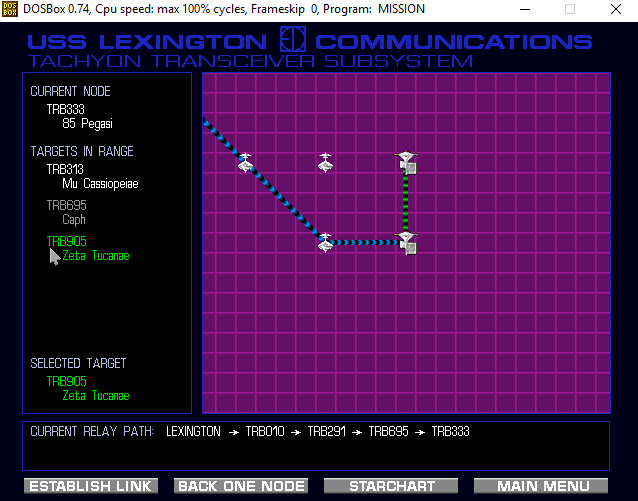 DOS
BOX
DOSBox 0.74, Cpu speed: max 100% cycles, Frameskip 0, Program: MISSION
USS LEXINGTON COMMUNICATIONS
TACHYON TRANSCEIVER SUBSYSTEM
CURRENT NODE
TRB333
85 Pegasi
TARGETS IN RANGE
TRB313
Mu Cassiopeiae
TRB695
Caph
TRB905
Zeta Tucanae
SELECTED TARGET
TRB905
Zeta Tucanae
CURRENT RELAY PATH: LEXINGTON → TRB010 → TRB291 → TRB695 → TRB333
ESTABLISH LINK BACK ONE NODE STARCHART MAIN MENU